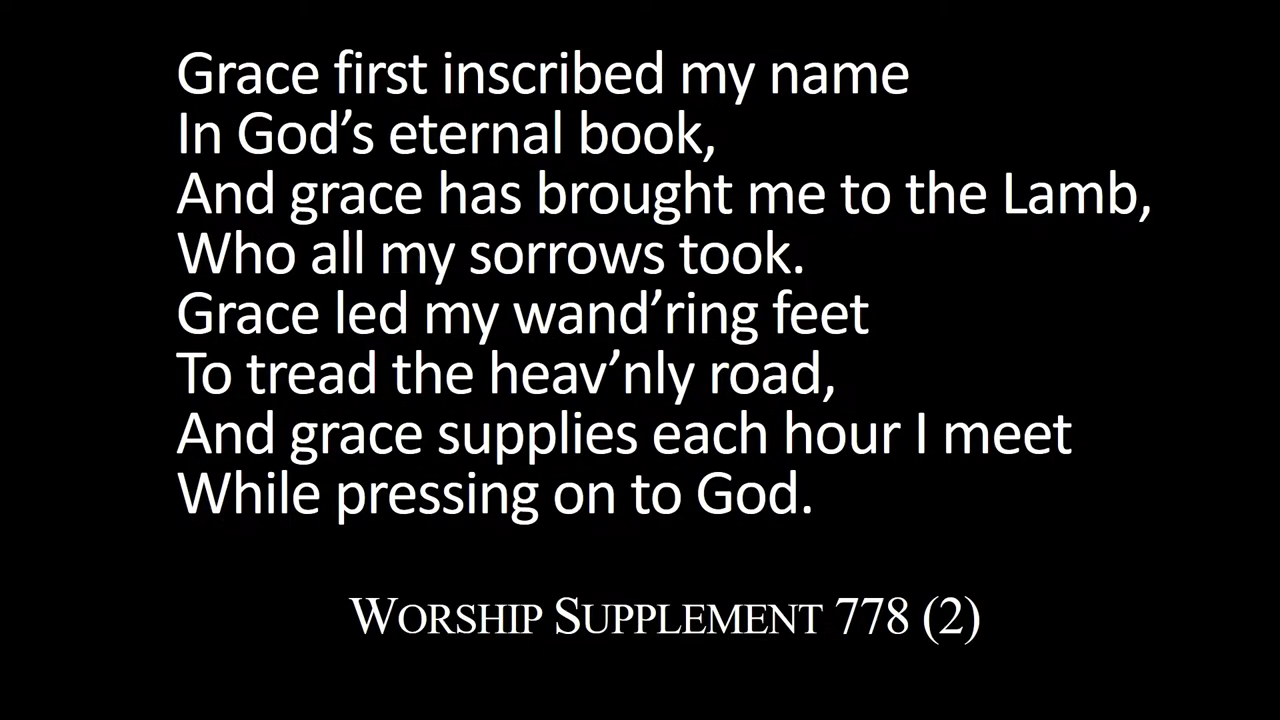 Grace first inscribed my name
In God’s eternal book,
And grace has brought me to the Lamb,
Who all my sorrows took.
Grace led my wand’ring feet
To tread the heav’nly road,
And grace supplies each hour I meet
While pressing on to God.
WORSHIP SUPPLEMENT 778 (2)